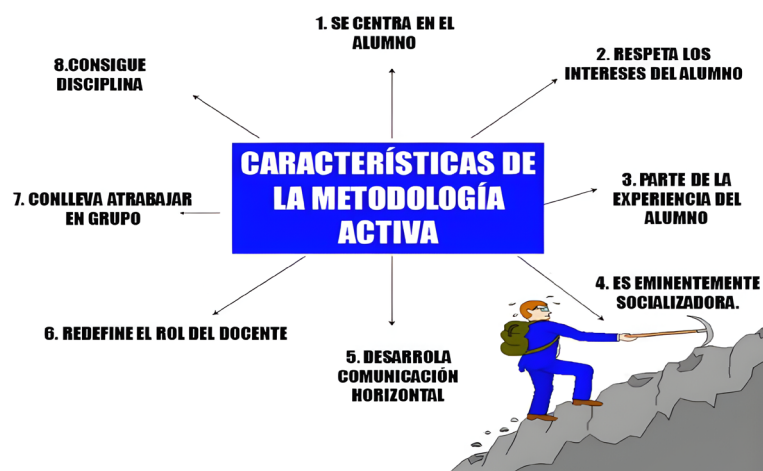 1. SE CENTRA EN EL
ALUMNO
2. RESPETA LOS
INTERESES DEL ALUMNO
8.CONSIGUE
DISCIPLINA
CARACTERÍSTICAS DE
LA METODOLOGÍA
ACTIVA
3. PARTE DE LA
EXPERIENCIA DEL
ALUMNO
7. CONLLEVA ATRABAJAR
EN GRUPO
4. ES EMINENTEMENTE
SOCIALIZADORA.
6. REDEFINE EL ROL DEL DOCENTE
5. DESARROLA
COMUNICACIÓN
HORIZONTAL